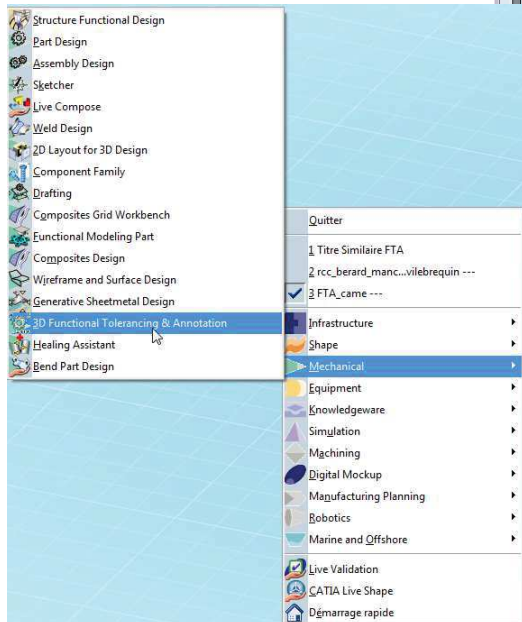 Structure Functional Design
Part Design
Assembly Design
Sketcher
Live Compose
Weld Design
2D Layout for 3D Design
Component Family
Drafting
Composites Grid Workbench
Functional Modeling Part
Composites Design
Wireframe and Surface Design
Generative Sheetmetal Design
3D Functional Tolerancing & Annotation
Healing Assistant
Bend Part Design
Quitter
1 Titre Similaire FTA
2 rcc_berard_manc...vilebrequin ---
3 FTA_came ---
Infrastructure
Shape
Mechanical
Equipment
Knowledgeware
Simulation
Machining
Digital Mockup
Manufacturing Planning
Robotics
Marine and Offshore
Live Validation
CATIA Live Shape
Démarrage rapide